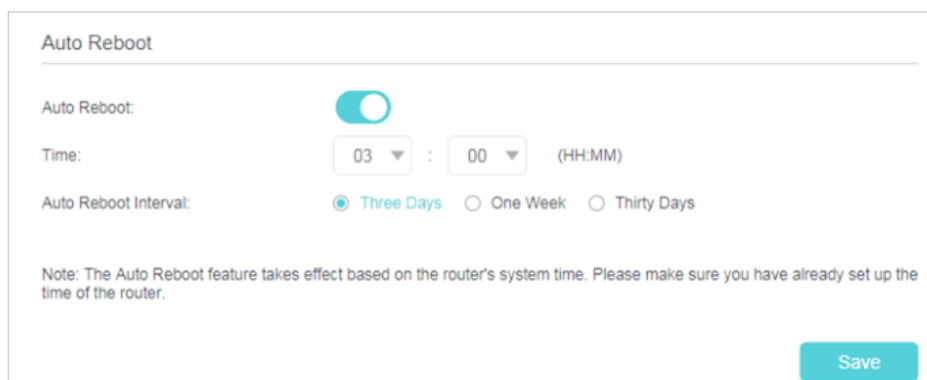 Auto Reboot
Auto Reboot:
Time: 03 : 00 (HH:MM)
Auto Reboot Interval: Three Days One Week Thirty Days
Note: The Auto Reboot feature takes effect based on the router's system time. Please make sure you have already set up the
time of the router.
Save